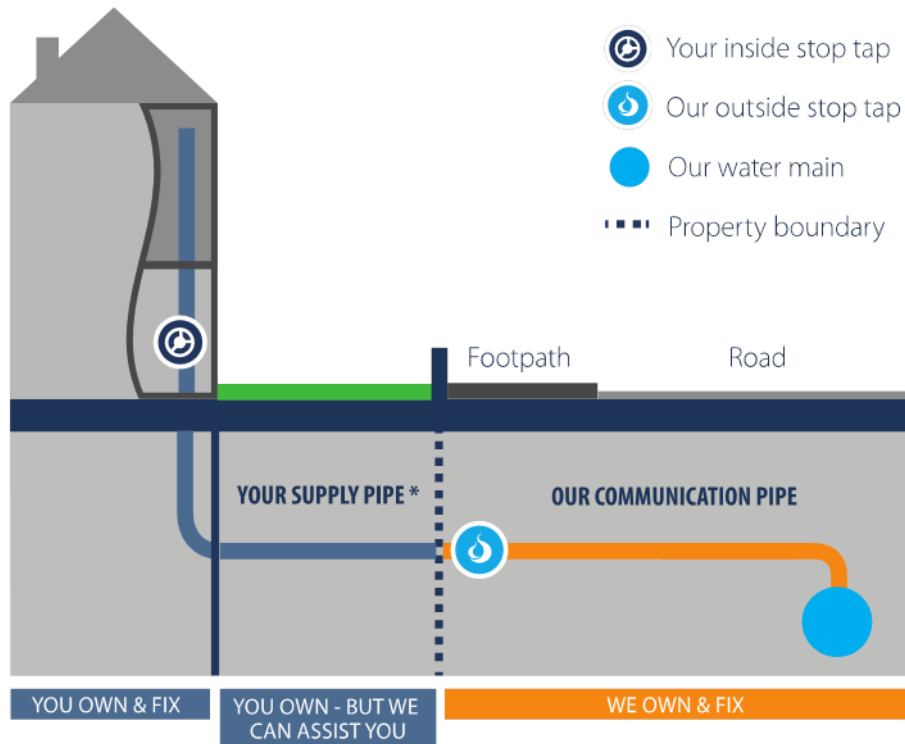 Your inside stop tap
Our outside stop tap
Our water main
Property boundary
Footpath
Road
YOUR SUPPLY PIPE *
OUR COMMUNICATION PIPE
YOU OWN & FIX
YOU OWN - BUT WE
CAN ASSIST YOU
WE OWN & FIX